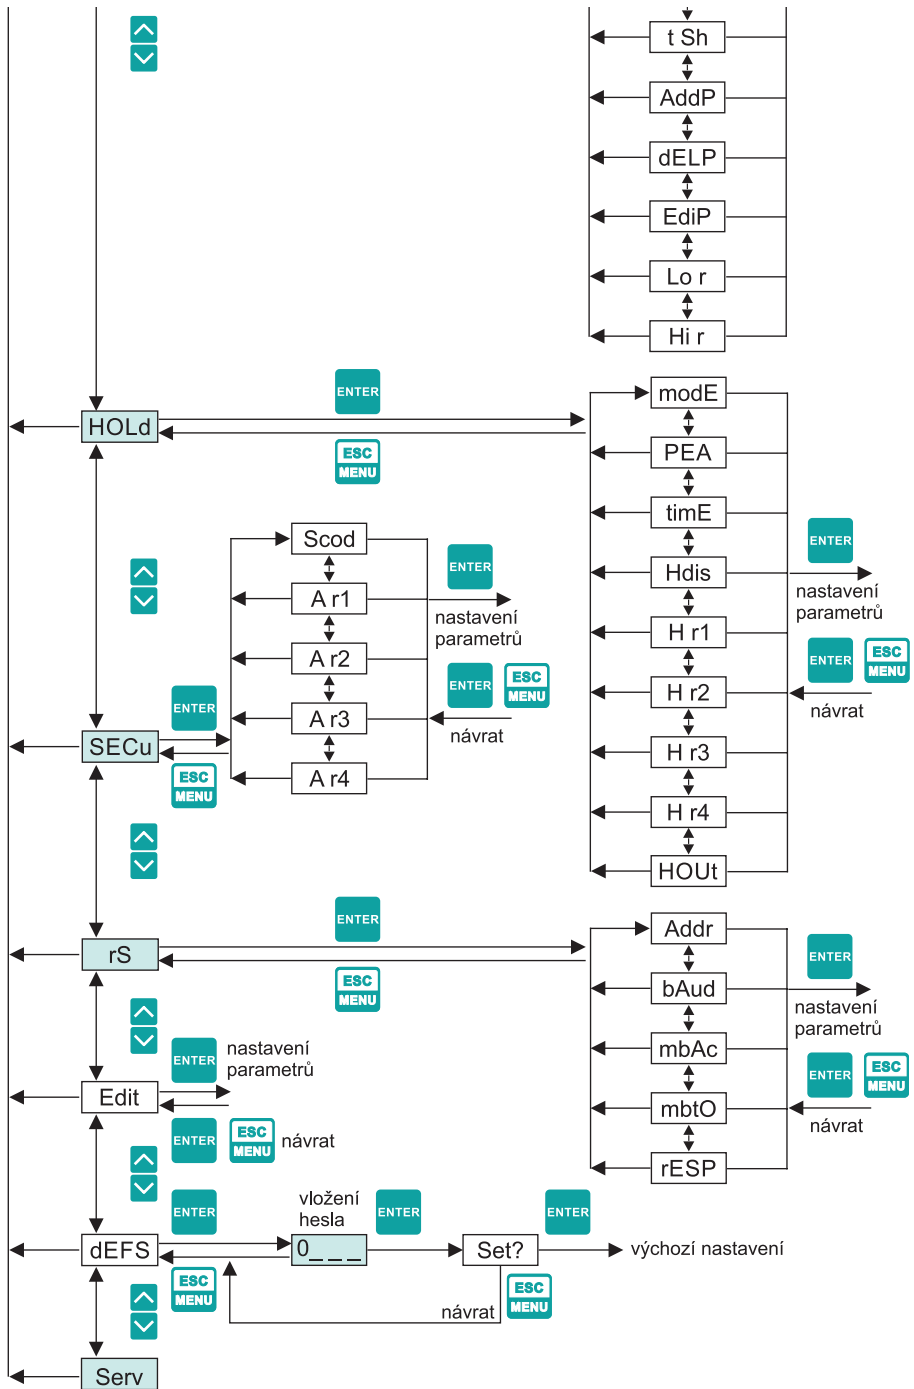 t Sh
AddP
dELP
EdiP
Lo r
Hi r
ENTER
HOLd
ESC
MENU
modE
PEA
timE
Hdis
H r1
H r2
H r3
H r4
HOUt
ENTER
nastavení
parametrů
ENTER
ESC
MENU
návrat
Scod
A r1
A r2
A r3
A r4
ENTER
nastavení
parametrů
ENTER
ESC
MENU
návrat
ENTER
SECu
ESC
MENU
ENTER
rS
ESC
MENU
Addr
bAud
mbAc
mbtO
rESP
ENTER
nastavení
parametrů
ENTER
ESC
MENU
návrat
ENTER
nastavení
parametrů
Edit
ENTER
ESC
MENU
návrat
ENTER
vložení
hesla
ENTER
ENTER
dEFS
0_ _ _
Set?
výchozí nastavení
ESC
MENU
návrat
ESC
MENU
Serv